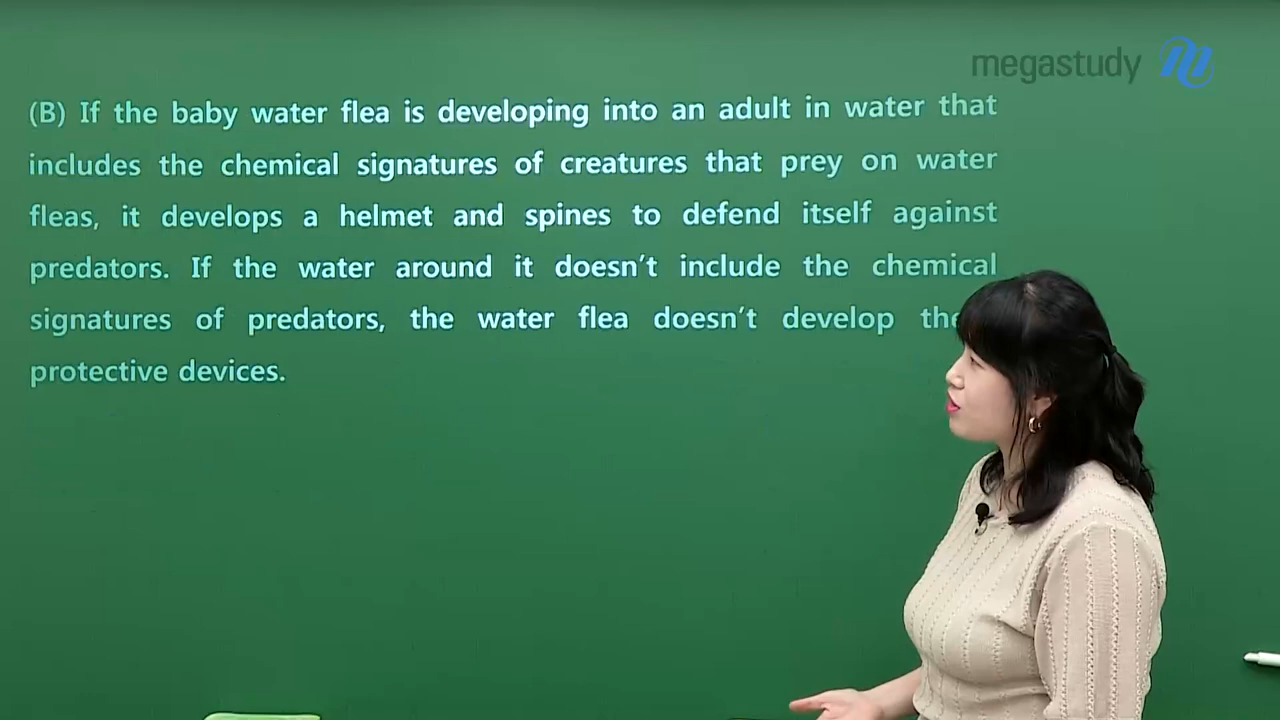 megastudy
(B) If the baby water flea is developing into an adult in water that
includes the chemical signatures of creatures that prey on water
fleas, it develops a helmet and spines to defend itself against
predators. If the water around it doesn't include the chemical
signatures of predators, the water flea doesn't develop
protective devices.